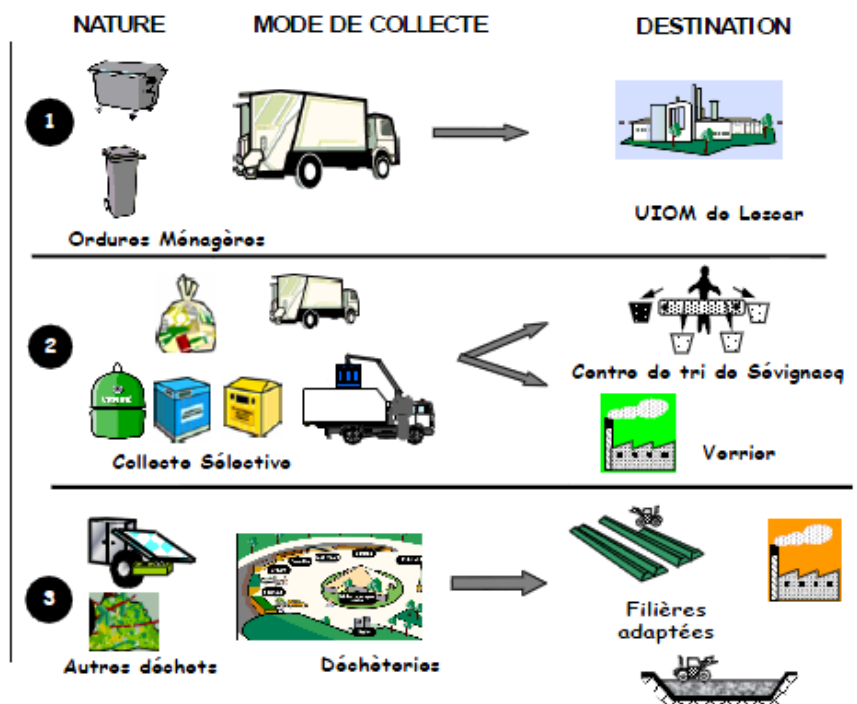 NATURE MODE DE COLLECTE DESTINATION
1
Ordures Ménagères
UIOM de Lescar
2
Collecte Sélective
Centre de tri de Sévignacq
Verrier
3
Autres déchets
Déchèteries
Filières
adaptées